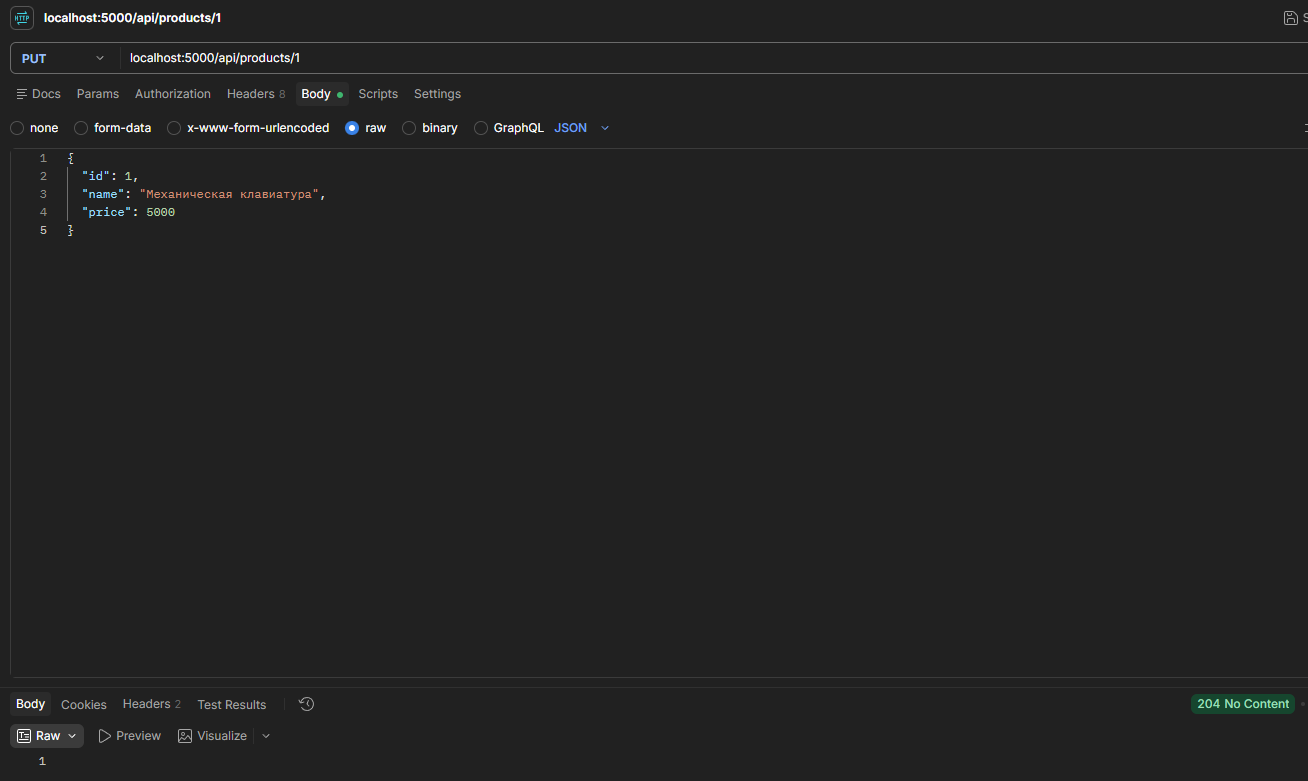 HTTP localhost:5000/api/products/1
PUT localhost:5000/api/products/1
Docs Params Authorization Headers 8 Body Scripts Settings
none form-data x-www-form-urlencoded raw binary GraphQL JSON
1 {
2 "id": 1,
3 "name": "Механическая клавиатура",
4 "price": 5000
5 }
Body Cookies Headers 2 Test Results 204 No Content
Raw Preview Visualize
1